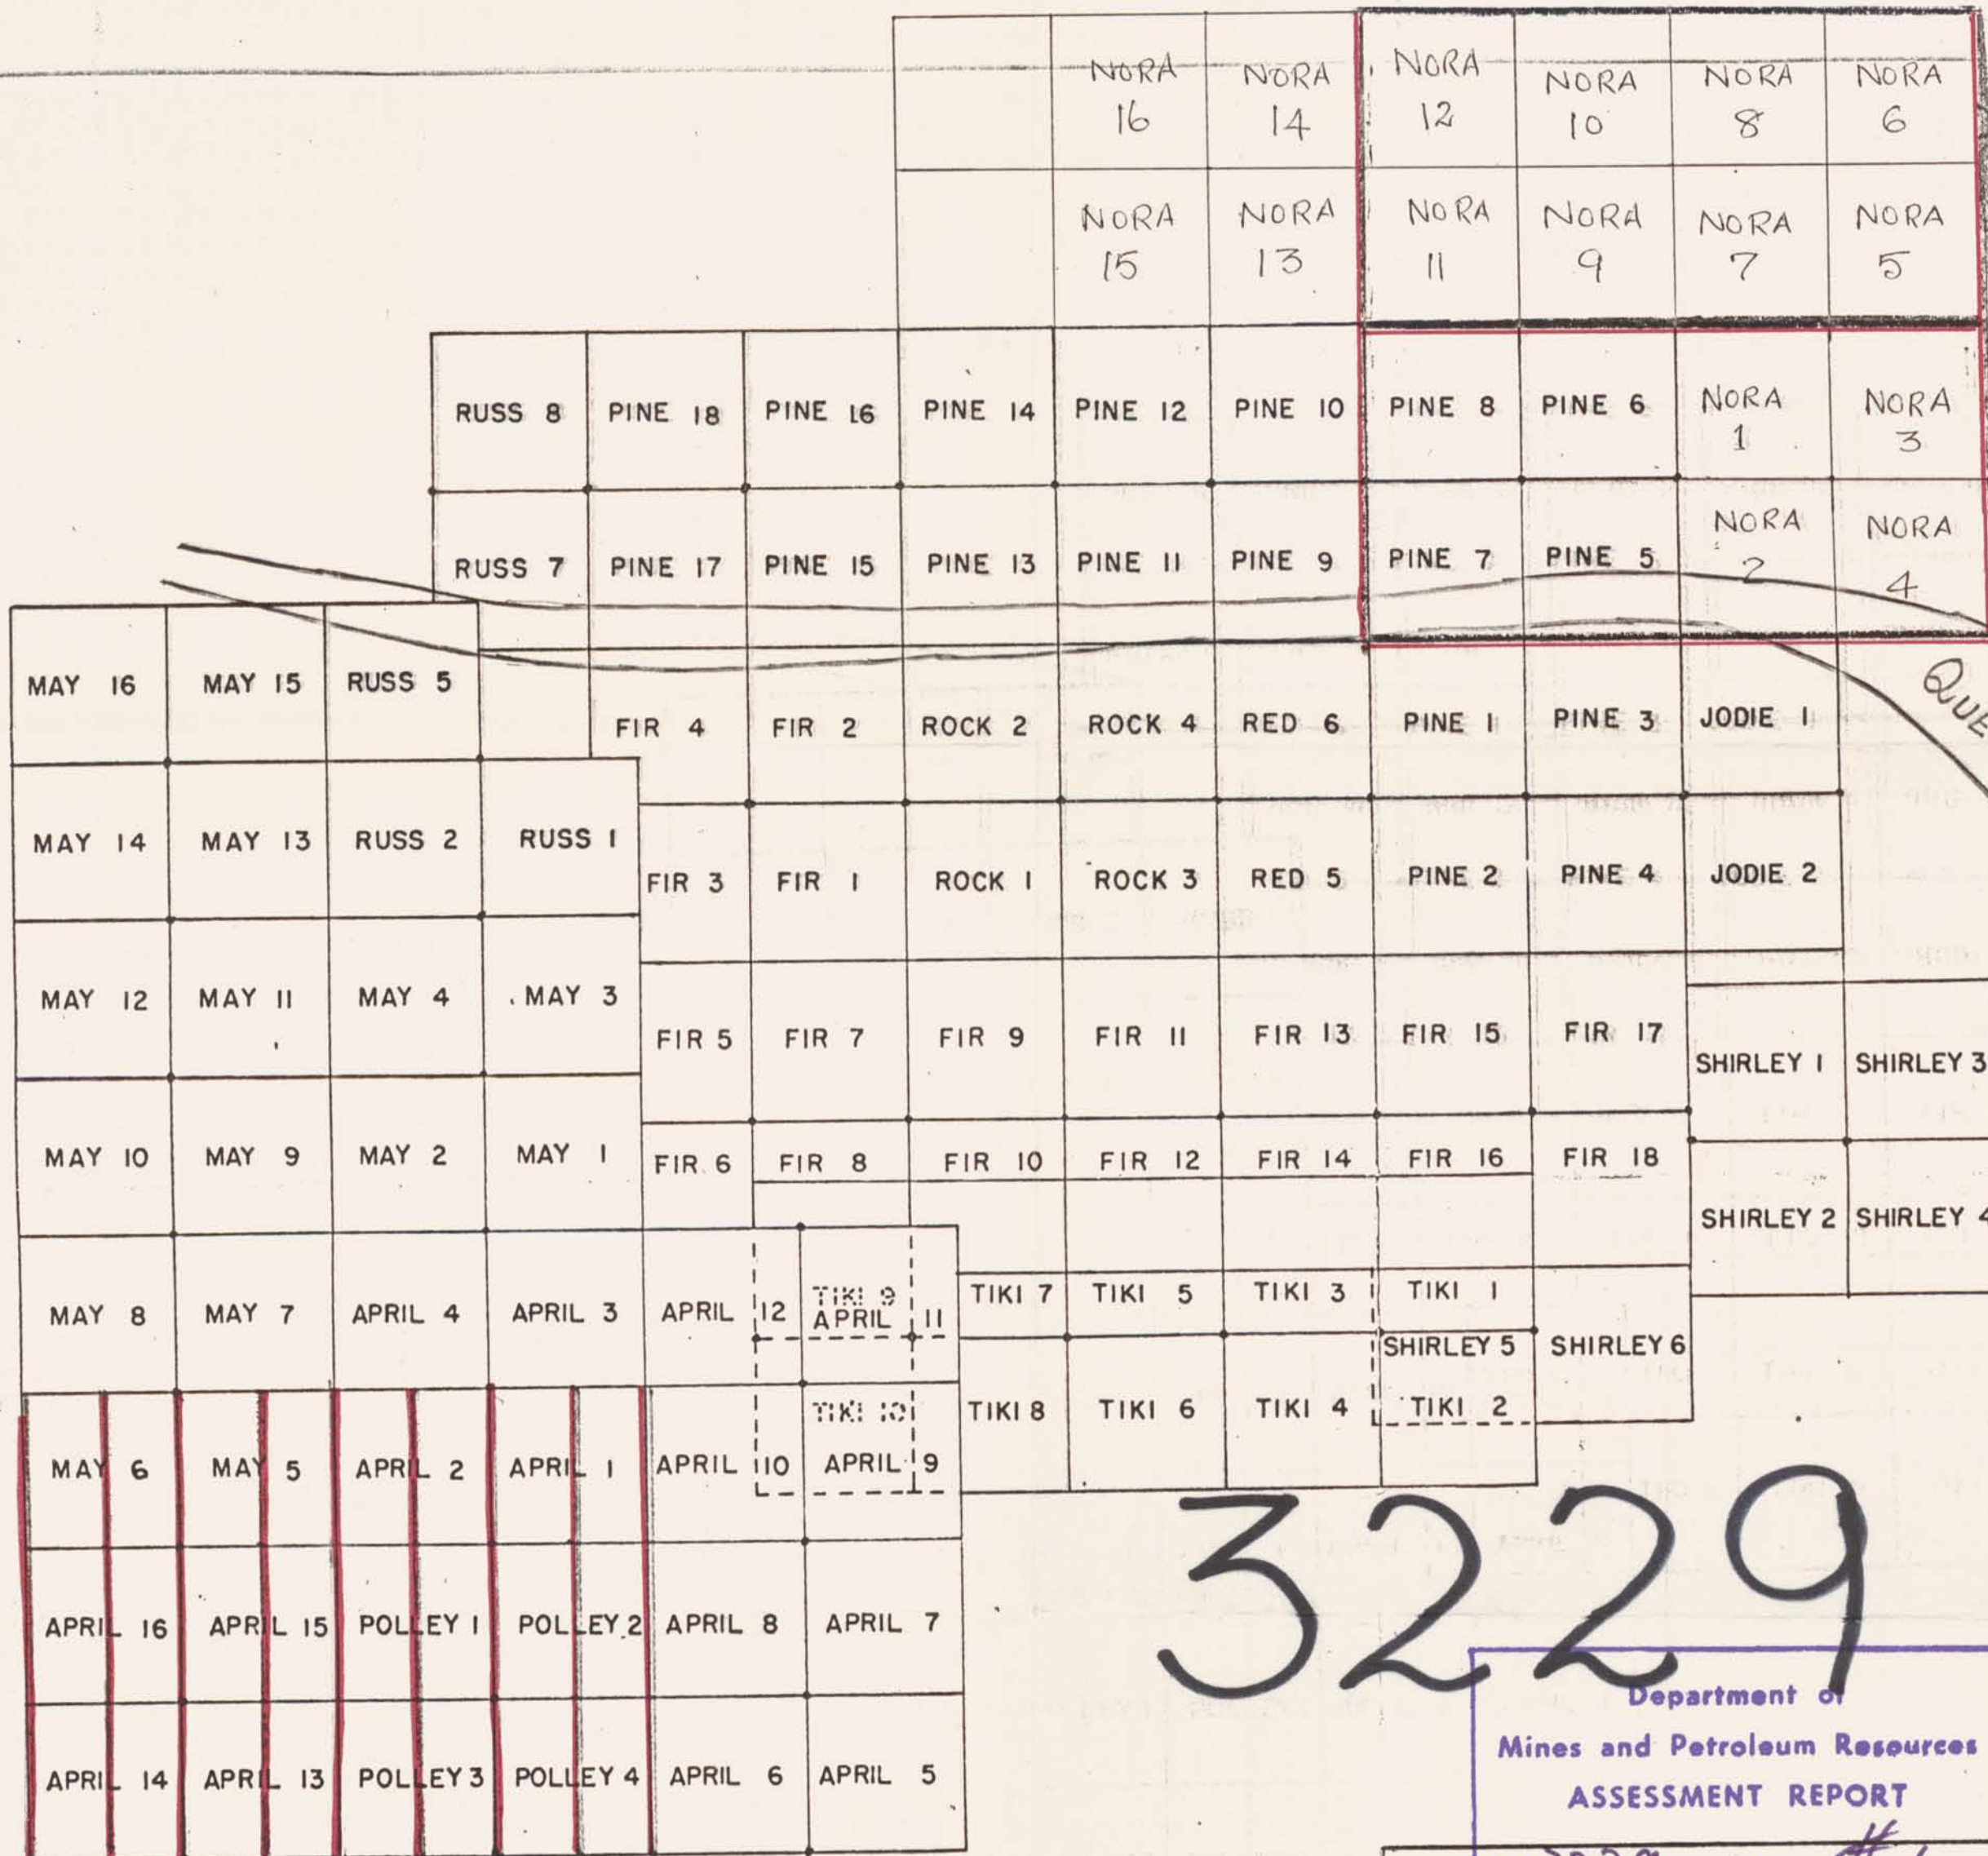 NORA 16 NORA 14 NORA 12 NORA 10 NORA 8 NORA 6
NORA 15 NORA 13 NORA 11 NORA 9 NORA 7 NORA 5
RUSS 8 PINE 18 PINE 16 PINE 14 PINE 12 PINE 10 PINE 8 PINE 6 NORA 1 NORA 3
RUSS 7 PINE 17 PINE 15 PINE 13 PINE 11 PINE 9 PINE 7 PINE 5 NORA 2 NORA 4
QUE
MAY 16 MAY 15 RUSS 5
FIR 4 FIR 2 ROCK 2 ROCK 4 RED 6 PINE 1 PINE 3 JODIE 1
MAY 14 MAY 13 RUSS 2 RUSS 1
FIR 3 FIR 1 ROCK 1 ROCK 3 RED 5 PINE 2 PINE 4 JODIE 2
MAY 12 MAY 11 MAY 4 MAY 3
FIR 5 FIR 7 FIR 9 FIR 11 FIR 13 FIR 15 FIR 17
SHIRLEY 1 SHIRLEY 3
MAY 10 MAY 9 MAY 2 MAY 1 FIR 6 FIR 8 FIR 10 FIR 12 FIR 14 FIR 16 FIR 18
SHIRLEY 2 SHIRLEY 4
TIKI 9 TIKI 7 TIKI 5 TIKI 3 TIKI 1
MAY 8 MAY 7 APRIL 4 APRIL 3 APRIL 12 APRIL 11
SHIRLEY 5 SHIRLEY 6
TIKI 10 TIKI 8 TIKI 6 TIKI 4 TIKI 2
MAY 6 MAY 5 APRIL 2 APRIL 1 APRIL 10 APRIL 9
APRIL 16 APRIL 15 POLLEY 1 POLLEY 2 APRIL 8 APRIL 7
APRIL 14 APRIL 13 POLLEY 3 POLLEY 4 APRIL 6 APRIL 5
3229
Department of
Mines and Petroleum Resources
ASSESSMENT REPORT